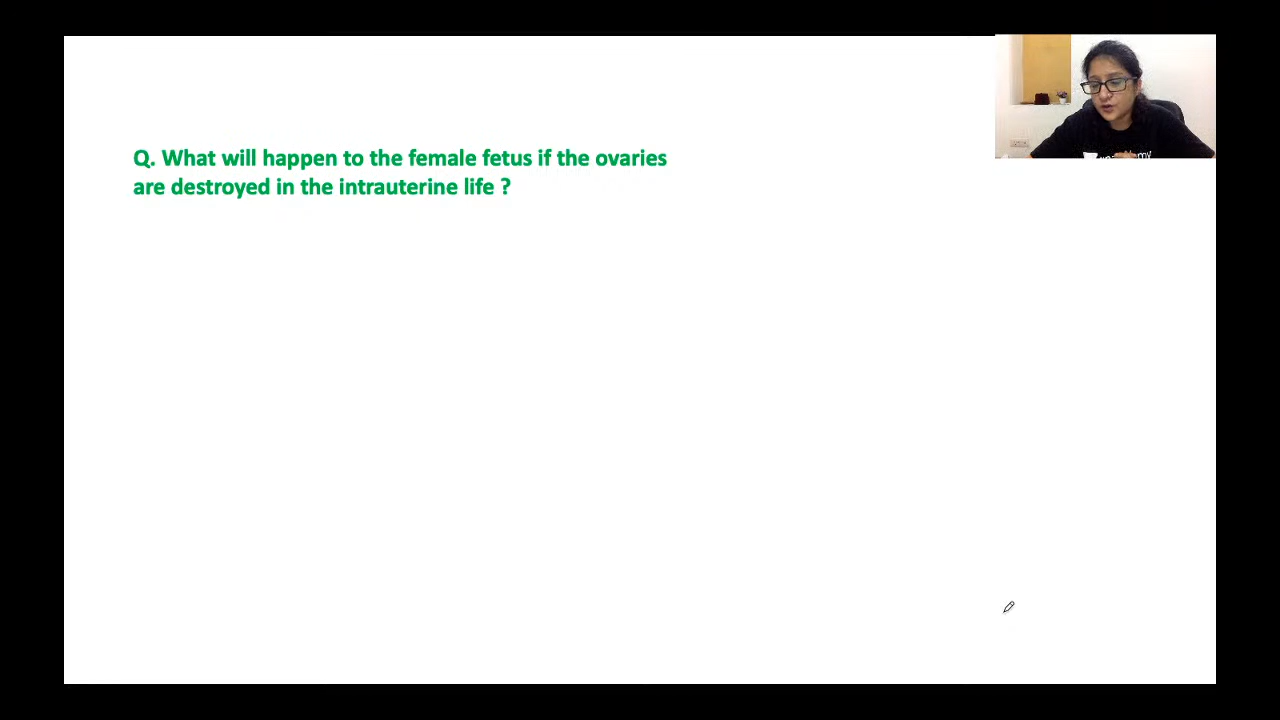 Q. What will happen to the female fetus if the ovaries
are destroyed in the intrauterine life ?